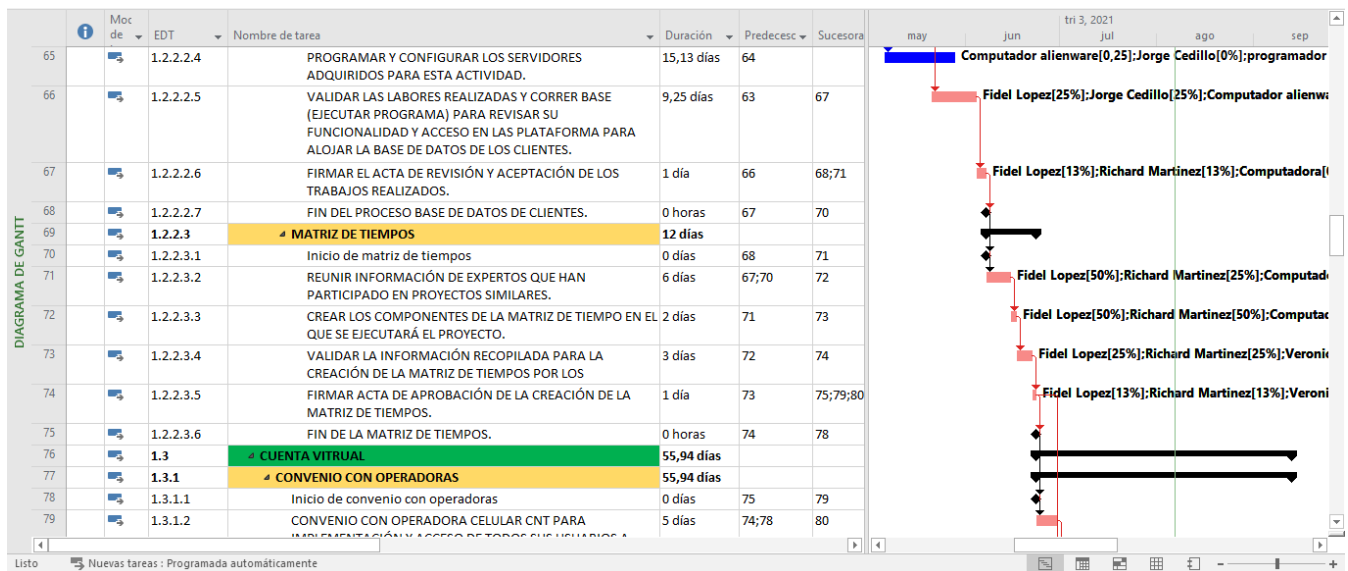 tri 3, 2021
Moc
de EDT Nombre de tarea Duración Predecesc Sucesora may jun jul ago sep
65 1.2.2.2.4 PROGRAMAR Y CONFIGURAR LOS SERVIDORES 15,13 días 64 Computador alienware[0,25];Jorge Cedillo[0%];programador
ADQUIRIDOS PARA ESTA ACTIVIDAD.
66 1.2.2.2.5 VALIDAR LAS LABORES REALIZADAS Y CORRER BASE 9,25 días 63 67 Fidel Lopez[25%];Jorge Cedillo[25%];Computador alienwa
(EJECUTAR PROGRAMA) PARA REVISAR SU
FUNCIONALIDAD Y ACCESO EN LAS PLATAFORMA PARA
ALOJAR LA BASE DE DATOS DE LOS CLIENTES.
67 1.2.2.2.6 FIRMAR EL ACTA DE REVISIÓN Y ACEPTACIÓN DE LOS 1 día 66 68;71 Fidel Lopez[13%];Richard Martinez[13%];Computadora[
TRABAJOS REALIZADOS.
68 1.2.2.2.7 FIN DEL PROCESO BASE DE DATOS DE CLIENTES. 0 horas 67 70
69 1.2.2.3 MATRIZ DE TIEMPOS 12 días
70 1.2.2.3.1 Inicio de matriz de tiempos 0 días 68 71
71 1.2.2.3.2 REUNIR INFORMACIÓN DE EXPERTOS QUE HAN 6 días 67;70 72 Fidel Lopez[50%];Richard Martinez[25%];Computad
PARTICIPADO EN PROYECTOS SIMILARES.
72 1.2.2.3.3 CREAR LOS COMPONENTES DE LA MATRIZ DE TIEMPO EN EL 2 días 71 73 Fidel Lopez[50%];Richard Martinez[50%];Computad
QUE SE EJECUTARÁ EL PROYECTO.
73 1.2.2.3.4 VALIDAR LA INFORMACIÓN RECOPILADA PARA LA 3 días 72 74 Fidel Lopez[25%];Richard Martinez[25%];Veronic
CREACIÓN DE LA MATRIZ DE TIEMPOS POR LOS
74 1.2.2.3.5 FIRMAR ACTA DE APROBACIÓN DE LA CREACIÓN DE LA 1 día 73 75;79;80 Fidel Lopez[13%];Richard Martinez[13%];Veroni
MATRIZ DE TIEMPOS.
75 1.2.2.3.6 FIN DE LA MATRIZ DE TIEMPOS. 0 horas 74 78
76 1.3 CUENTA VITRUAL 55,94 días
77 1.3.1 CONVENIO CON OPERADORAS 55,94 días
78 1.3.1.1 Inicio de convenio con operadoras 0 días 75 79
79 1.3.1.2 CONVENIO CON OPERADORA CELULAR CNT PARA 5 días 74;78 80
IMPLEMENTACIÓN Y ACCESO DE TODOS SUS USUARIOS A
DIAGRAMA DE GANTT
Listo Nuevas tareas : Programada automáticamente